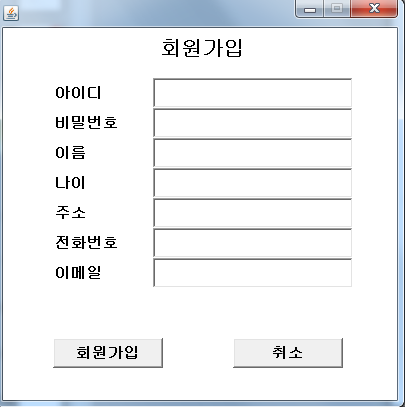 회원가입
아이디
비밀번호
이름
나이
주소
전화번호
이메일
회원가입 취소